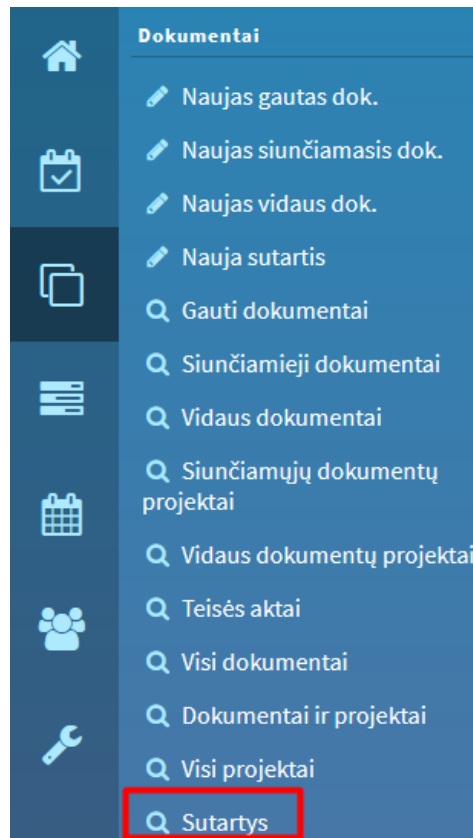 Dokumentai
Naujas gautas dok.
Naujas siunčiamasis dok.
Naujas vidaus dok.
Nauja sutartis
Gauti dokumentai
Siunčiamieji dokumentai
Vidaus dokumentai
Siunčiamųjų dokumentų
projektai
Vidaus dokumentų projektai
Teisės aktai
Visi dokumentai
Dokumentai ir projektai
Visi projektai
Sutartys